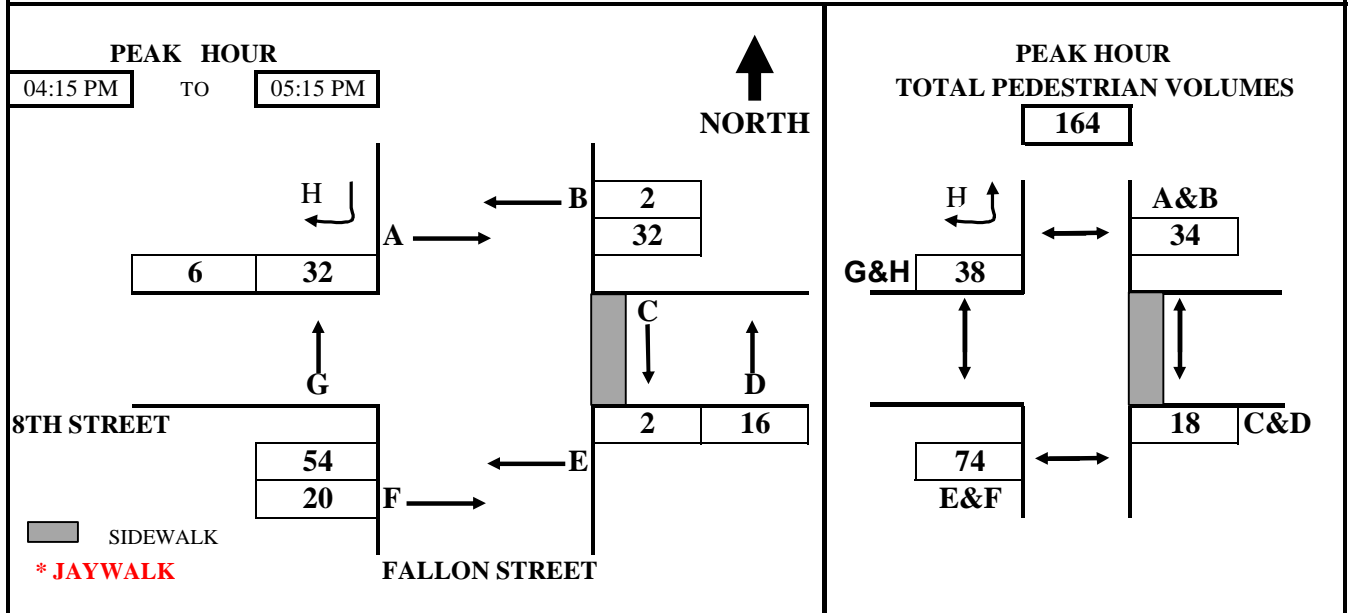 PEAK HOUR
04:15 PM TO 05:15 PM
NORTH
H
B 2
A 32
6 32
C
G D
8TH STREET
2 16
54 E
20 F
SIDEWALK
* JAYWALK
FALLON STREET
PEAK HOUR
TOTAL PEDESTRIAN VOLUMES
164
H A&B
34
G&H 38
18 C&D
74
E&F